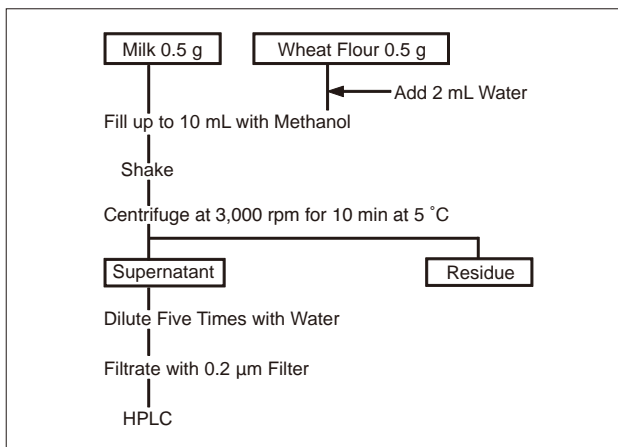 Milk 0.5 g
Wheat Flour 0.5 g
Add 2 mL Water
Fill up to 10 mL with Methanol
Shake
Centrifuge at 3,000 rpm for 10 min at 5 ˚C
Supernatant
Residue
Dilute Five Times with Water
Filtrate with 0.2 µm Filter
HPLC